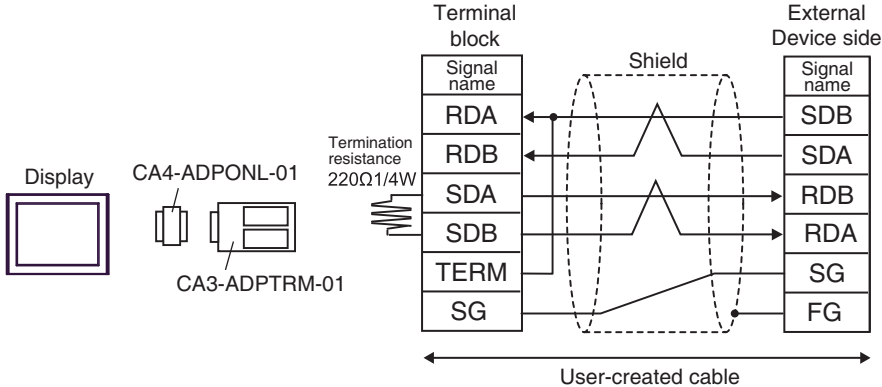 Terminal
block
External
Device side
Shield
Signal
name
Signal
name
RDA
SDB
Termination
resistance
220Ω1/4W
RDB
SDA
Display
CA4-ADPONL-01
SDA
RDB
SDB
RDA
CA3-ADPTRM-01
TERM
SG
SG
FG
User-created cable